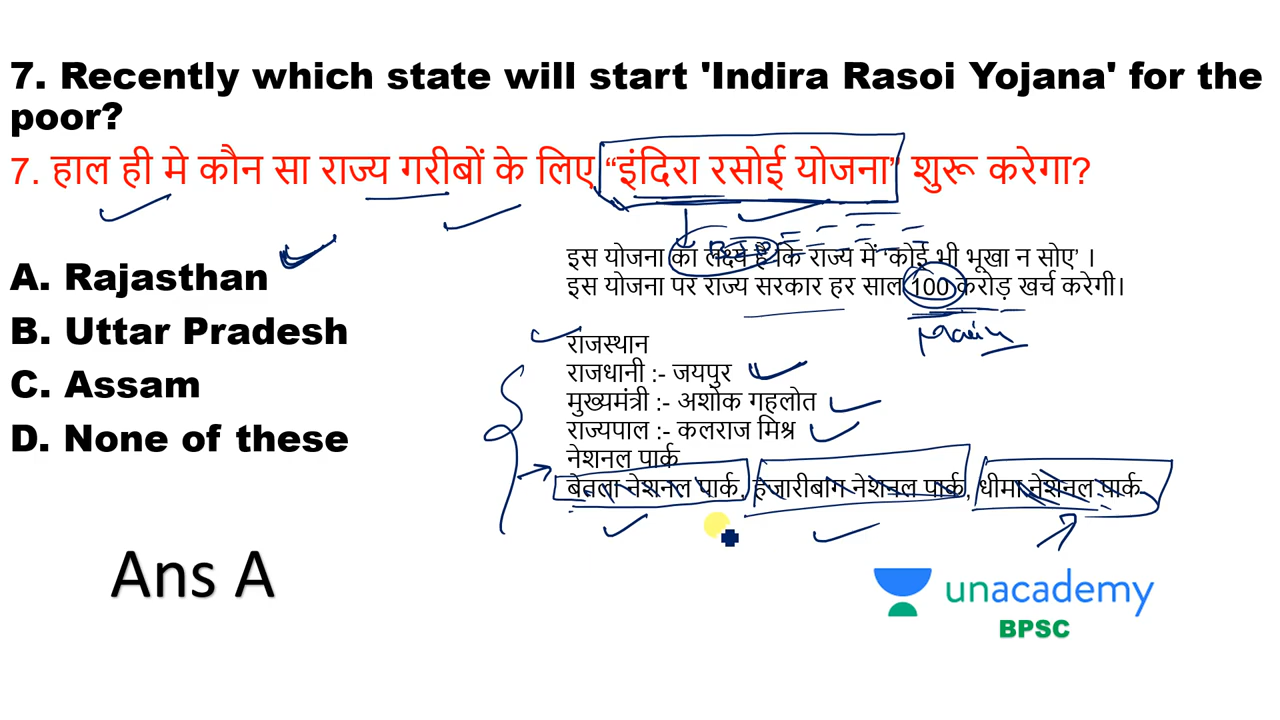 7. Recently which state will start 'Indira Rasoi Yojana' for the
poor?
7. हाल ही मे कौन सा राज्य गरीबों के लिए “इंदिरा रसोई योजना” शुरू करेगा?
A. Rajasthan
B. Uttar Pradesh
C. Assam
D. None of these
Ans A
इस योजना का लक्ष्य है कि राज्य में 'कोई भी भूखा न सोए' ।
इस योजना पर राज्य सरकार हर साल 100 करोड़ खर्च करेगी।
राजस्थान
राजधानी :- जयपुर
मुख्यमंत्री :- अशोक गहलोत
राज्यपाल :- कलराज मिश्र
नेशनल पार्क
बेतला नेशनल पार्क, हजारीबाग नेशनल पार्क, धीमा नेशनल पार्क
unacademy
BPSC